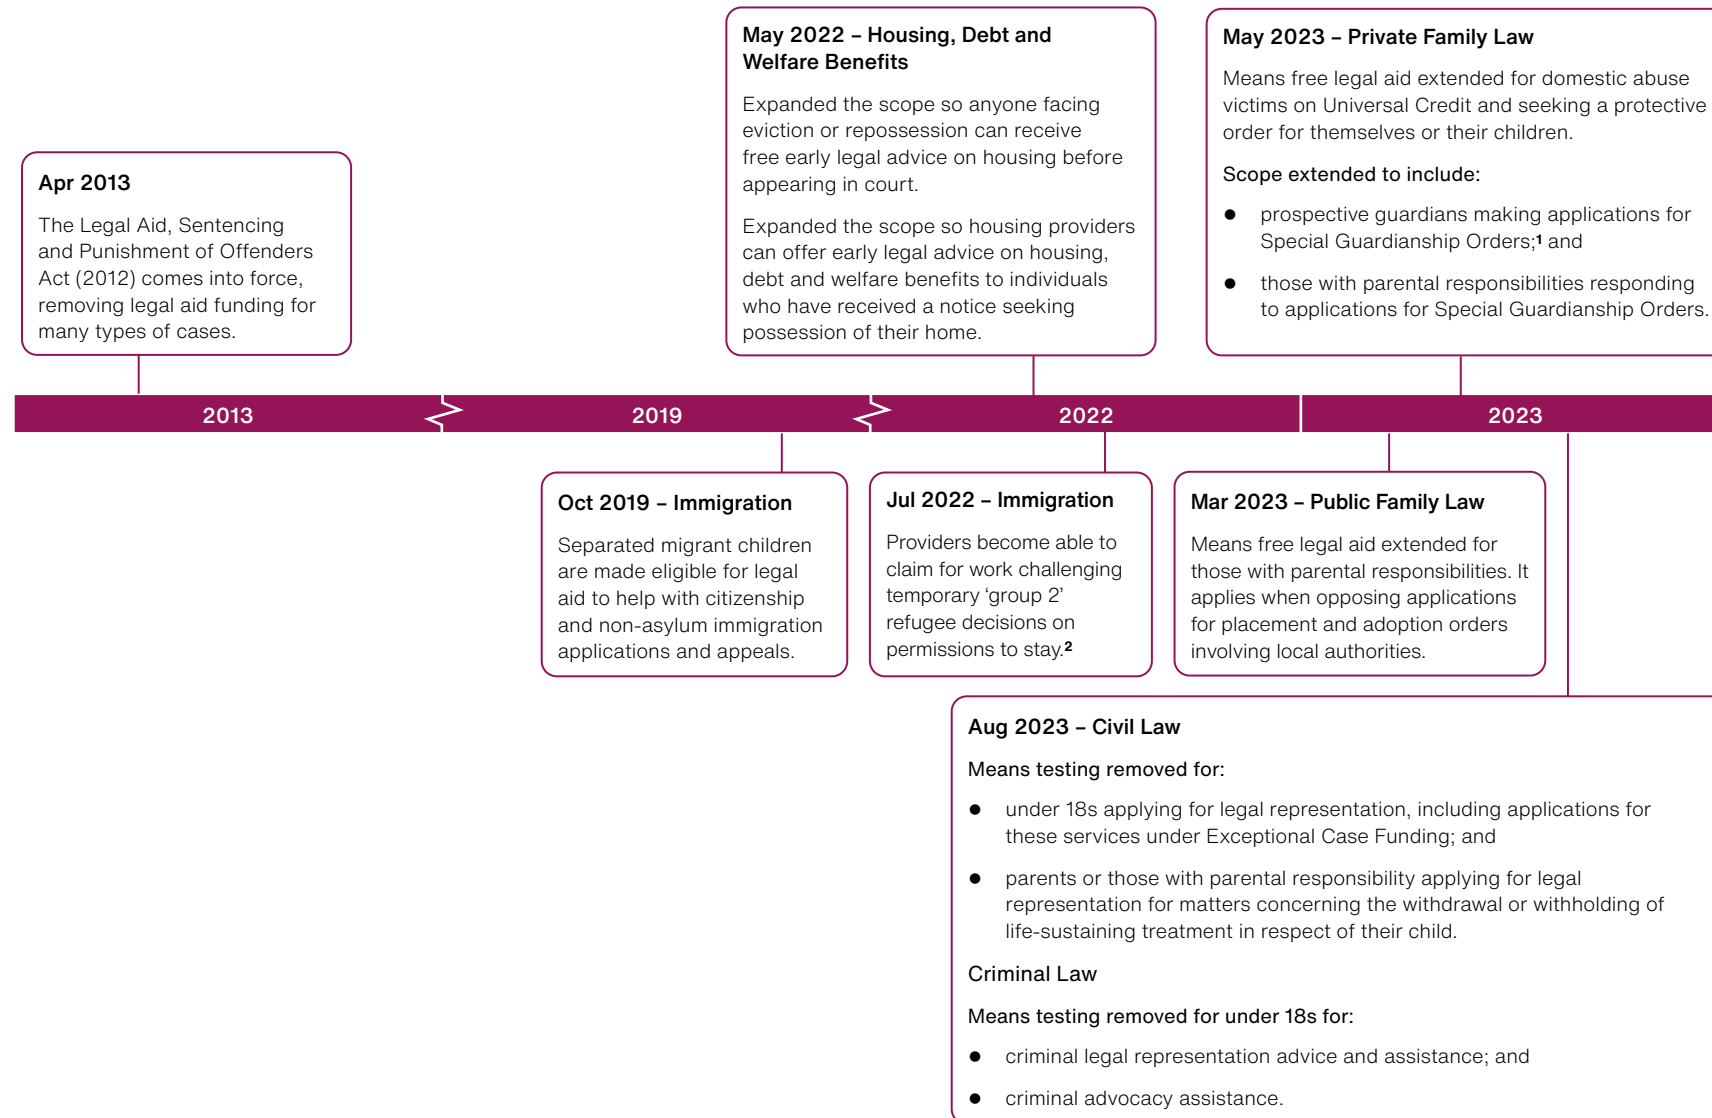 Apr 2013
The Legal Aid, Sentencing
and Punishment of Offenders
Act (2012) comes into force,
removing legal aid funding for
many types of cases.
May 2022 – Housing, Debt and
Welfare Benefits
Expanded the scope so anyone facing
eviction or repossession can receive
free early legal advice on housing before
appearing in court.
Expanded the scope so housing providers
can offer early legal advice on housing,
debt and welfare benefits to individuals
who have received a notice seeking
possession of their home.
May 2023 – Private Family Law
Means free legal aid extended for domestic abuse
victims on Universal Credit and seeking a protective
order for themselves or their children.
Scope extended to include:
● prospective guardians making applications for
Special Guardianship Orders;1 and
● those with parental responsibilities responding
to applications for Special Guardianship Orders.
2013
2019
2022
2023
Oct 2019 – Immigration
Separated migrant children
are made eligible for legal
aid to help with citizenship
and non-asylum immigration
applications and appeals.
Jul 2022 – Immigration
Providers become able to
claim for work challenging
temporary ‘group 2’
refugee decisions on
permissions to stay.2
Mar 2023 – Public Family Law
Means free legal aid extended for
those with parental responsibilities. It
applies when opposing applications
for placement and adoption orders
involving local authorities.
Aug 2023 – Civil Law
Means testing removed for:
● under 18s applying for legal representation, including applications for
these services under Exceptional Case Funding; and
● parents or those with parental responsibility applying for legal
representation for matters concerning the withdrawal or withholding of
life-sustaining treatment in respect of their child.
Criminal Law
Means testing removed for under 18s for:
● criminal legal representation advice and assistance; and
● criminal advocacy assistance.